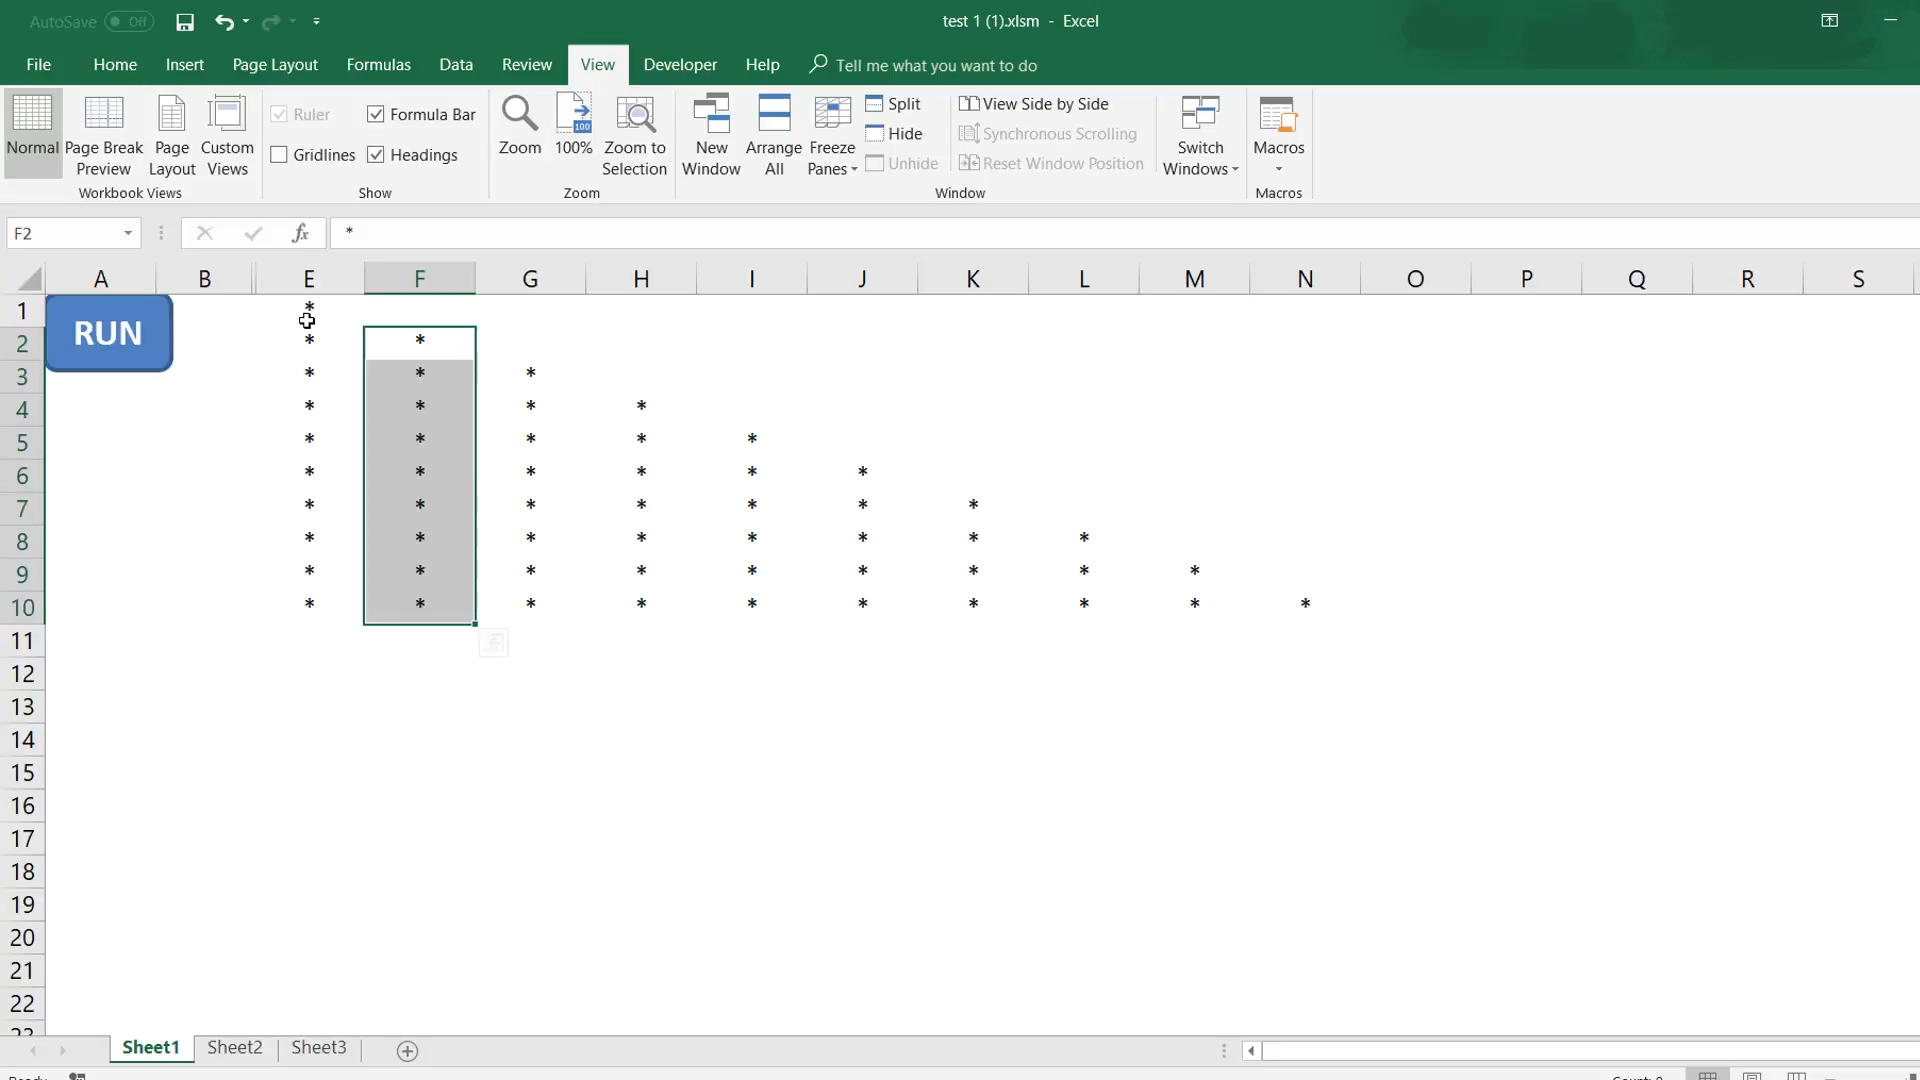 AutoSave Off
test 1 (1).xlsm - Excel
File Home Insert Page Layout Formulas Data Review View Developer Help Tell me what you want to do
Normal
Page Break Preview
Page Layout
Custom Views
Workbook Views
Ruler
Formula Bar
Gridlines
Headings
Show
Zoom
100%
100
Zoom to Selection
Zoom
New Window
Arrange All
Freeze Panes
Split
Hide
Unhide
View Side by Side
Synchronous Scrolling
Reset Window Position
Window
Switch Windows
Macros
Macros
F2 fx *
A B E F G H I J K L M N O P Q R S
1 *
RUN
2 * *
3 * * *
4 * * * *
5 * * * * *
6 * * * * * *
7 * * * * * * *
8 * * * * * * * *
9 * * * * * * * * *
10 * * * * * * * * * *
11
12
13
14
15
16
17
18
19
20
21
22
23
Sheet1 Sheet2 Sheet3
Ready